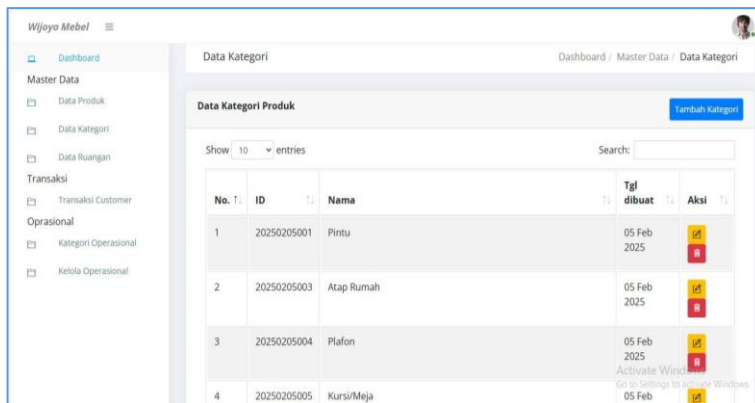 Wijoyo Mebel
Dashboard
Master Data
Data Produk
Data Kategori
Data Ruangan
Transaksi
Transaksi Customer
Oprasional
Kategori Operasional
Kelola Operasional
Data Kategori
Dashboard / Master Data / Data Kategori
Data Kategori Produk
Tambah Kategori
Show 10 entries
Search:
No. ID Nama Tgl dibuat Aksi
1 20250205001 Pintu 05 Feb 2025
2 20250205003 Atap Rumah 05 Feb 2025
3 20250205004 Plafon 05 Feb 2025
4 20250205005 Kursi/Meja 05 Feb
Activate Windows
Go to Settings to activate Windows.